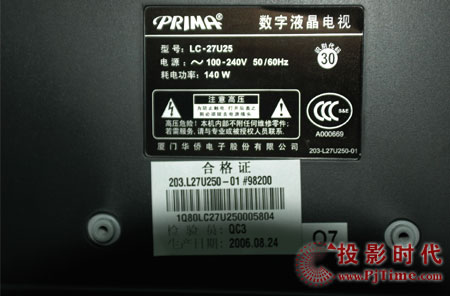 PRIMA 数字液晶电视
型号: LC-27U25
电源: ～100-240V 50/60Hz
耗电功率: 140 W
30
注意高压
高压危险!本机内部不附任何维修零件;
若需服务,请与专业或被授权人员联系.
CCC
S&E
A000669
厦门华侨电子股份有限公司
203-L27U250-01
合格证
203.L27U250-01 #98200
1Q80LC27U250005804
检验员: QC3
生产日期: 2006.08.24
Q7
投影时代
www.PjTime.com